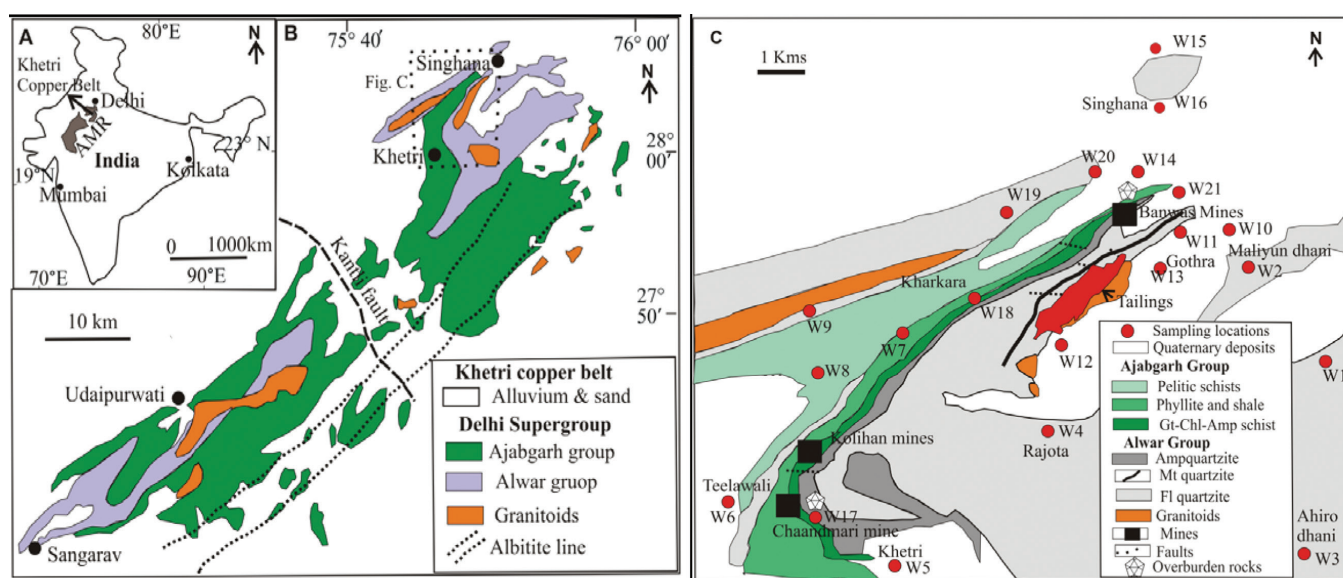 A
80°E
N
Khetri
Copper Belt
Delhi
AMR
India
23° N
Kolkata
19°N
Mumbai
0 1000km
70°E
90°E
B
75° 40′
76° 00′
Singhana
N
Fig. C
Khetri
28°
00′
Kantli fault
27°
50′
10 km
Udaipurwati
Sangarav
Khetri copper belt
Alluvium & sand
Delhi Supergroup
Ajabgarh group
Alwar gruop
Granitoids
Albitite line
C
1 Kms
N
W15
Singhana
W16
W20
W14
W19
W21
Banwas Mines
W10
W11
Maliyun dhani
Gothra
W13
W2
Kharkara
Tailings
W18
W9
W7
W12
W8
W1
W4
Rajota
Kolihan mines
Teelawali
W6
W17
Chaandmari mine
Khetri
W5
Ahiro
dhani
W3
Sampling locations
Quaternary deposits
Ajabgarh Group
Pelitic schists
Phyllite and shale
Gt-Chl-Amp schist
Alwar Group
Ampquartzite
Mt quartzite
Fl quartzite
Granitoids
Mines
Faults
Overburden rocks